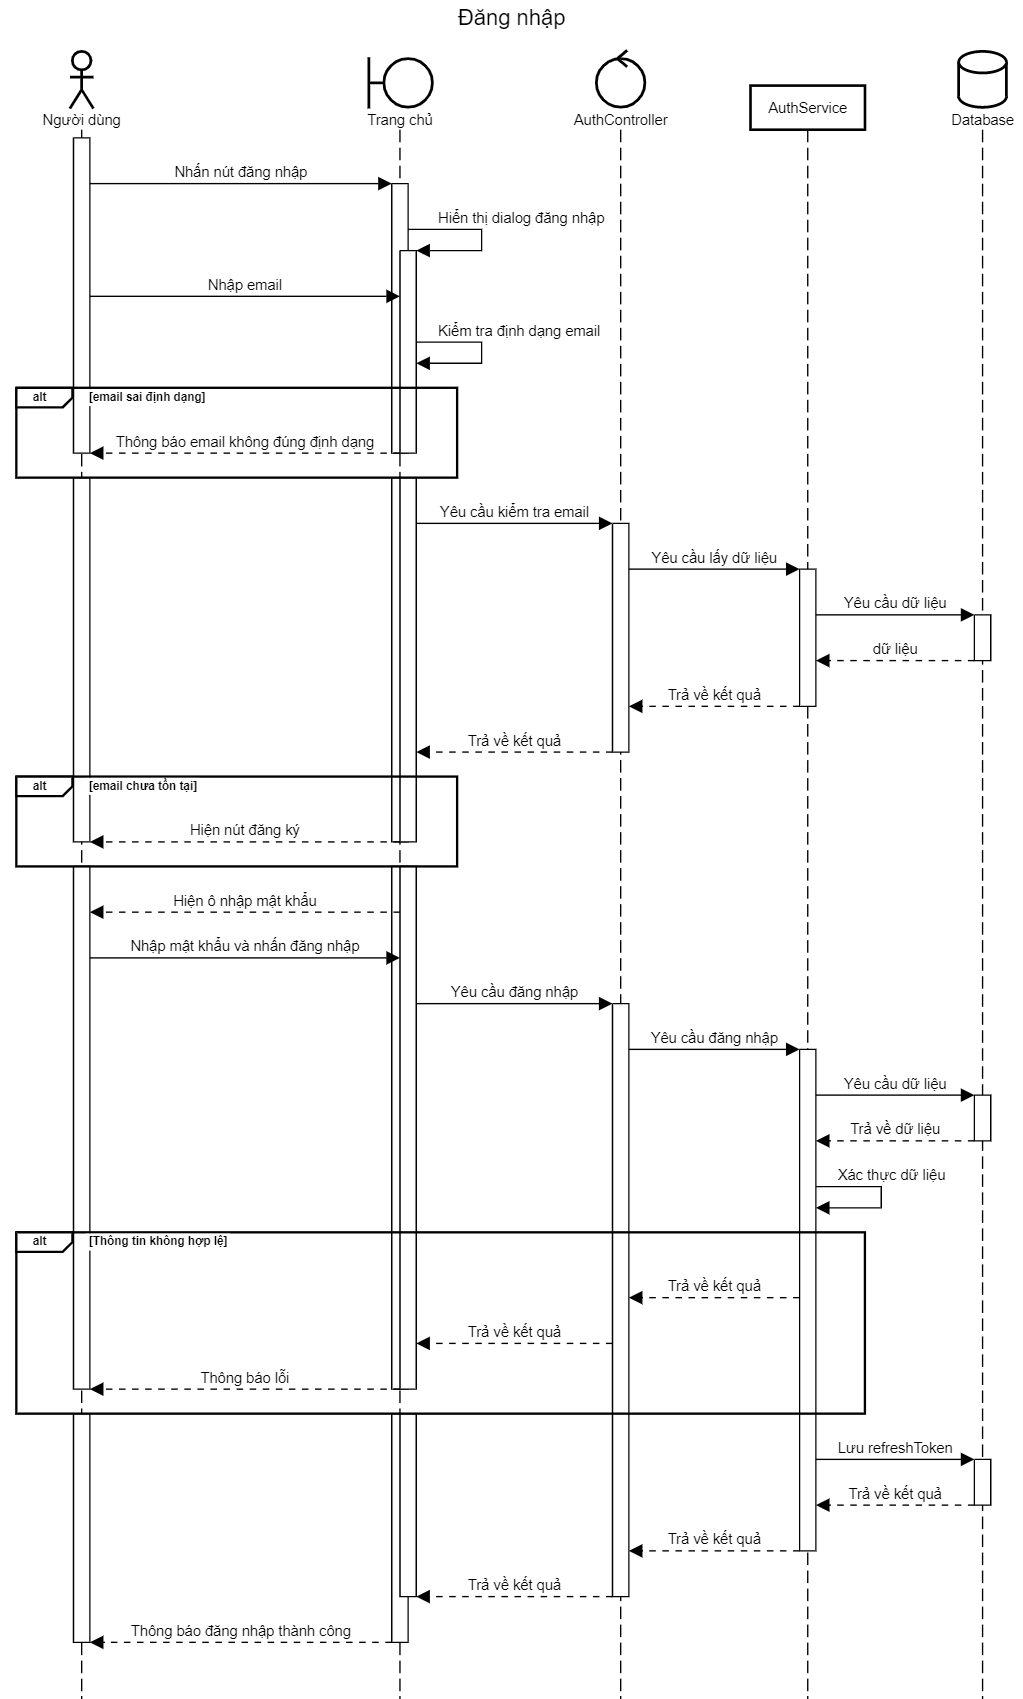 Đăng nhập
Người dùng
Trang chủ
AuthController
AuthService
Database
Nhấn nút đăng nhập
Hiển thị dialog đăng nhập
Nhập email
Kiểm tra định dạng email
alt
[email sai định dạng]
Thông báo email không đúng định dạng
Yêu cầu kiểm tra email
Yêu cầu lấy dữ liệu
Yêu cầu dữ liệu
dữ liệu
Trả về kết quả
Trả về kết quả
alt
[email chưa tồn tại]
Hiện nút đăng ký
Hiện ô nhập mật khẩu
Nhập mật khẩu và nhấn đăng nhập
Yêu cầu đăng nhập
Yêu cầu đăng nhập
Yêu cầu dữ liệu
Trả về dữ liệu
Xác thực dữ liệu
alt
[Thông tin không hợp lệ]
Trả về kết quả
Trả về kết quả
Thông báo lỗi
Lưu refreshToken
Trả về kết quả
Trả về kết quả
Trả về kết quả
Thông báo đăng nhập thành công